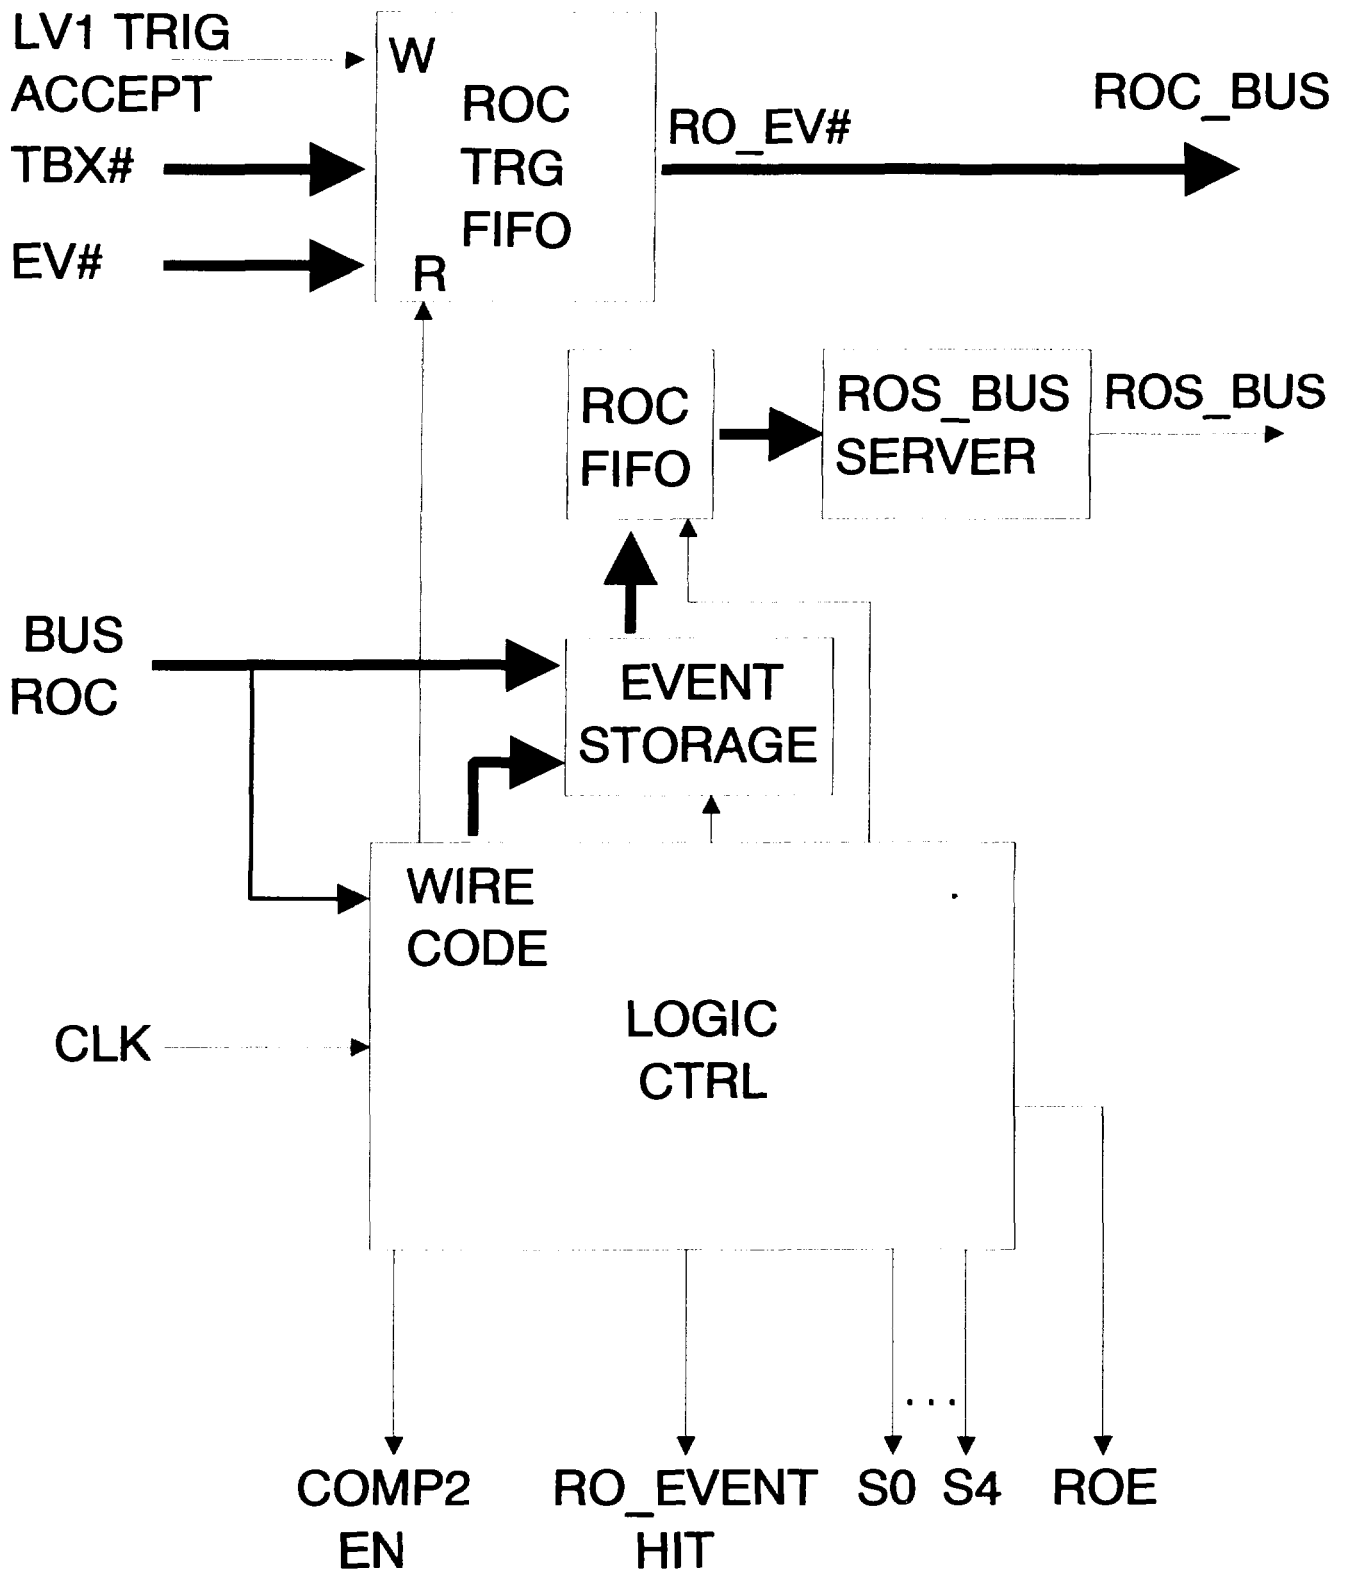 LV1 TRIG
ACCEPT
TBX#
EV#
W
ROC
TRG
FIFO
R
RO_EV#
ROC_BUS
ROC
FIFO
ROS_BUS
SERVER
ROS_BUS
BUS
ROC
EVENT
STORAGE
WIRE
CODE
LOGIC
CTRL
CLK
...
COMP2
EN
RO_EVENT
HIT
S0
S4
ROE